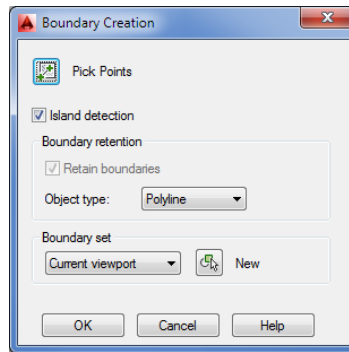 Boundary Creation
Pick Points
Island detection
Boundary retention
Retain boundaries
Object type: Polyline
Boundary set
Current viewport New
OK Cancel Help